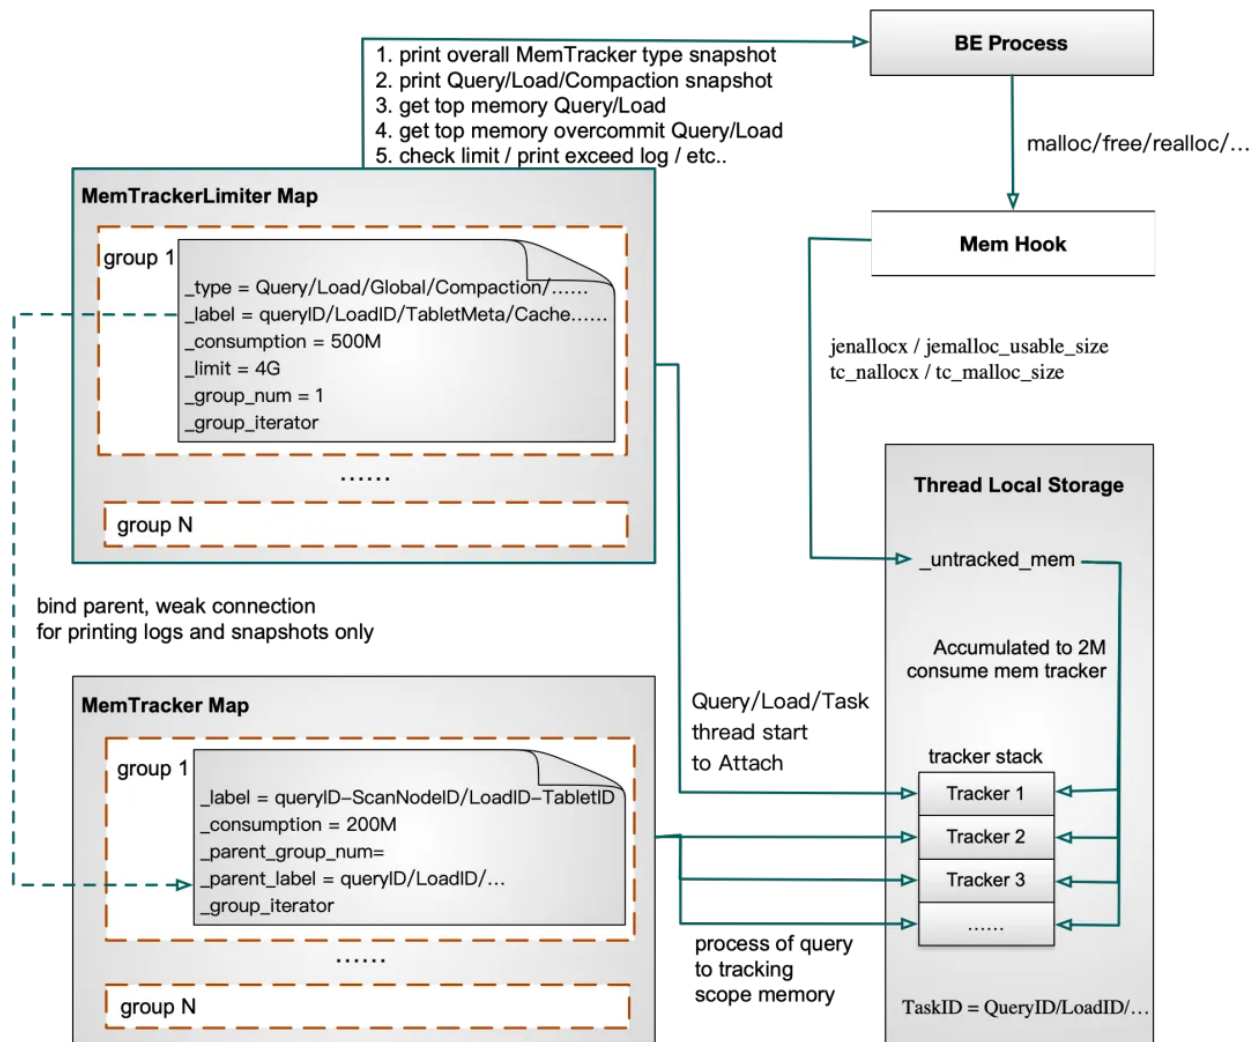 1. print overall MemTracker type snapshot
2. print Query/Load/Compaction snapshot
3. get top memory Query/Load
4. get top memory overcommit Query/Load
5. check limit / print exceed log / etc..
BE Process
malloc/free/realloc/...
Mem Hook
jenallocx / jemalloc_usable_size
tc_nallocx / tc_malloc_size
MemTrackerLimiter Map
group 1
_type = Query/Load/Global/Compaction/......
_label = queryID/LoadID/TabletMeta/Cache......
_consumption = 500M
_limit = 4G
_group_num = 1
_group_iterator
......
group N
bind parent, weak connection
for printing logs and snapshots only
MemTracker Map
group 1
_label = queryID-ScanNodeID/LoadID-TabletID
_consumption = 200M
_parent_group_num=
_parent_label = queryID/LoadID/...
_group_iterator
......
group N
Query/Load/Task
thread start
to Attach
process of query
to tracking
scope memory
Thread Local Storage
_untracked_mem
Accumulated to 2M
consume mem tracker
tracker stack
Tracker 1
Tracker 2
Tracker 3
......
TaskID = QueryID/LoadID/...